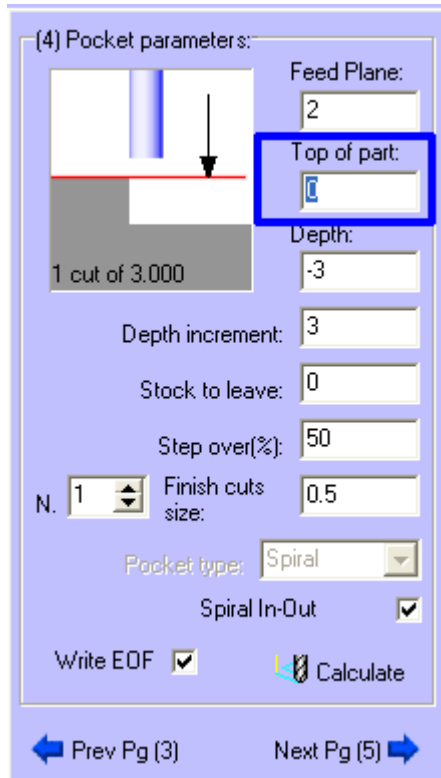 (4) Pocket parameters:
Feed Plane:
2
Top of part:
0
Depth:
-3
1 cut of 3.000
Depth increment: 3
Stock to leave: 0
Step over(%): 50
N. 1 Finish cuts size: 0.5
Pocket type: Spiral
Spiral In-Out
Write EOF Calculate
Prev Pg (3) Next Pg (5)